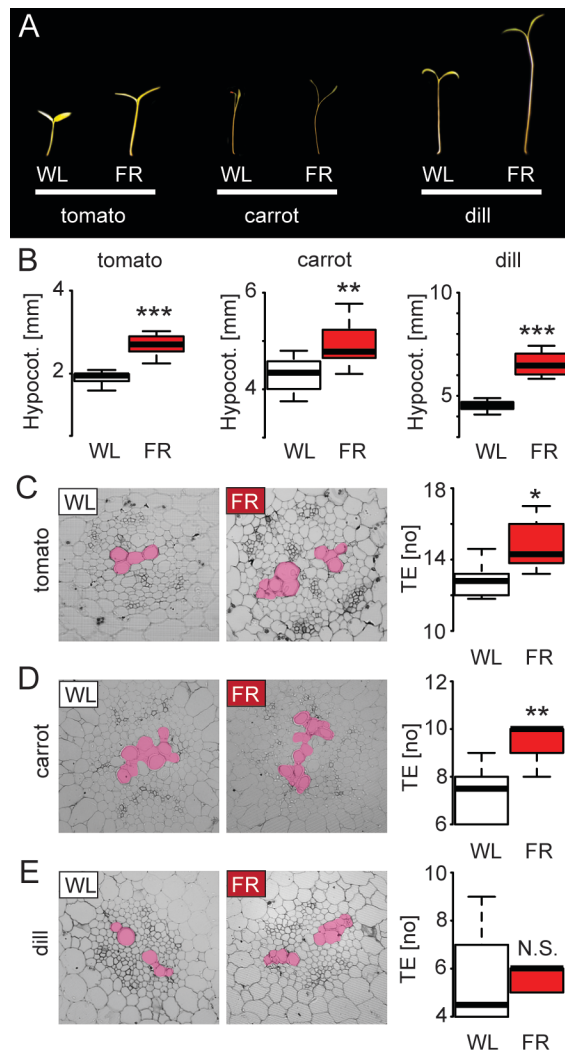 A
WL FR WL FR WL FR
tomato carrot dill
B
tomato carrot dill
Hypocot. [mm] 4 2 *** WL FR
Hypocot. [mm] 6 4 ** WL FR
Hypocot. [mm] 10 5 *** WL FR
C
tomato WL FR
TE [no] 18 14 10 * WL FR
D
carrot WL FR
TE [no] 12 10 8 6 ** WL FR
E
dill WL FR
TE [no] 10 8 6 4 N.S. WL FR